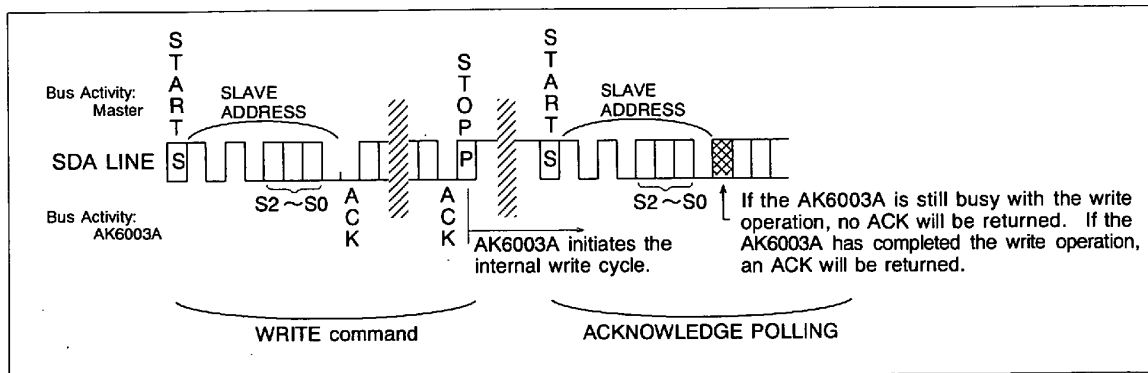 START
STOP
START
Bus Activity:
Master
SLAVE
ADDRESS
SLAVE
ADDRESS
SDA LINE
S
P
S
S2 ~ S0
ACK
ACK
S2 ~ S0
Bus Activity:
AK6003A
AK6003A initiates the
internal write cycle.
If the AK6003A is still busy with the write
operation, no ACK will be returned. If the
AK6003A has completed the write operation,
an ACK will be returned.
WRITE command
ACKNOWLEDGE POLLING